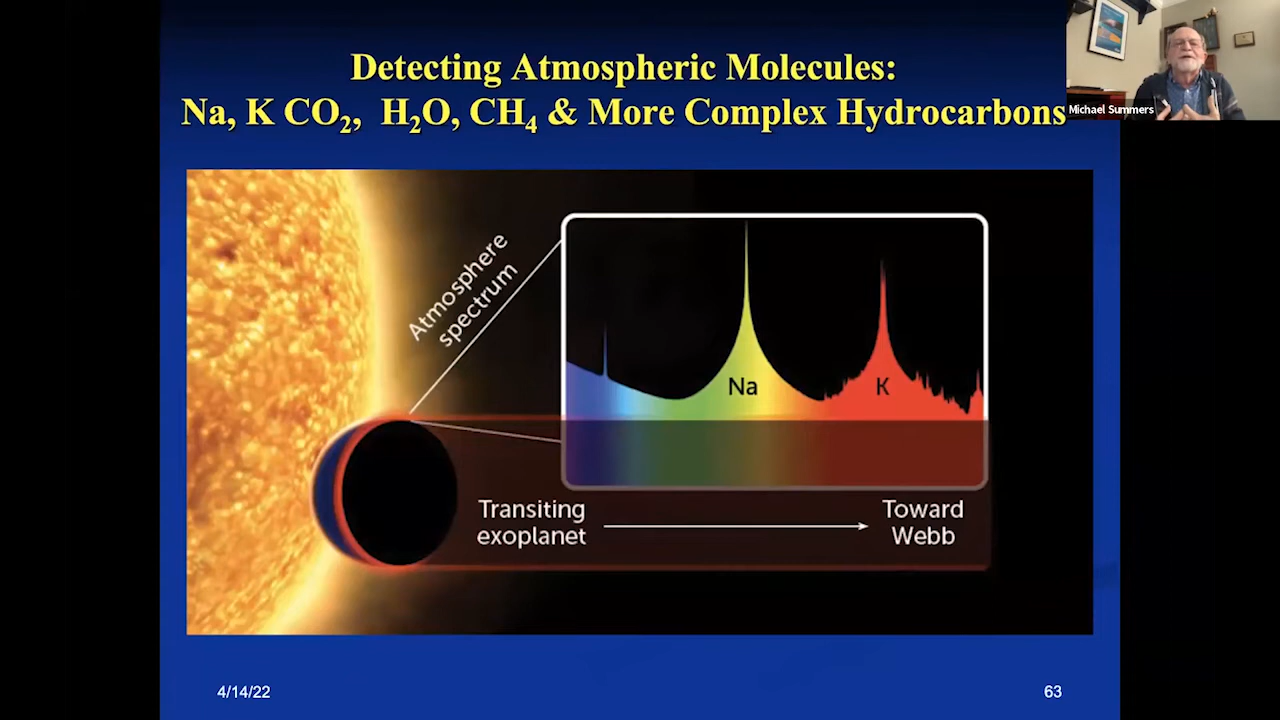 Detecting Atmospheric Molecules:
Na, K CO₂, H₂O, CH₄ & More Complex Hydrocarbons
Michael Summers
Atmosphere
spectrum
Na
K
Transiting
exoplanet
Toward
Webb
4/14/22
63